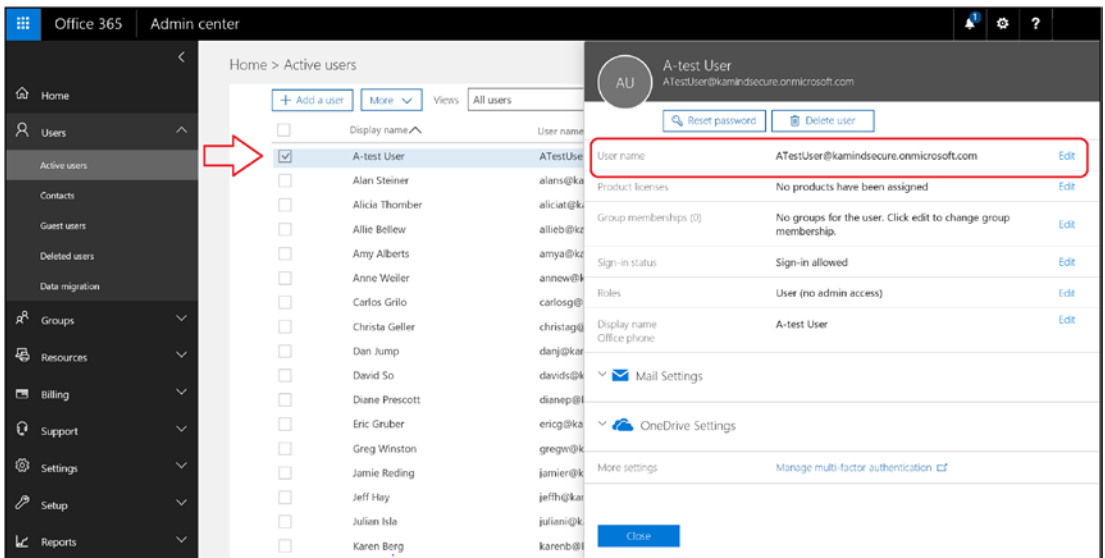 Office 365 Admin center 1 ?
Home
Users
Active users
Contacts
Guest users
Deleted users
Data migration
Groups
Resources
Billing
Support
Settings
Setup
Reports
Home > Active users
+ Add a user More Views All users
Display name User name
A-test User ATestUse
Alan Steiner alans@ka
Alicia Thornber aliciat@k
Allie Bellew allieb@ka
Amy Alberts amya@ka
Anne Weiler annew@k
Carlos Grilo carlosg@
Christa Geller christag@
Dan Jump danj@kar
David So davids@k
Diane Prescott dianep@
Eric Gruber ericg@ka
Greg Winston gregw@k
Jamie Reding jamier@k
Jeff Hay jeffh@kar
Julian Isla juliani@k
Karen Berg karenb@
AU
A-test User
ATestUser@kamindsecure.onmicrosoft.com
Reset password Delete user
User name ATestUser@kamindsecure.onmicrosoft.com Edit
Product licenses No products have been assigned Edit
Group memberships (0) No groups for the user. Click edit to change group Edit
membership.
Sign-in status Sign-in allowed Edit
Roles User (no admin access) Edit
Display name A-test User Edit
Office phone
Mail Settings
OneDrive Settings
More settings Manage multi-factor authentication
Close